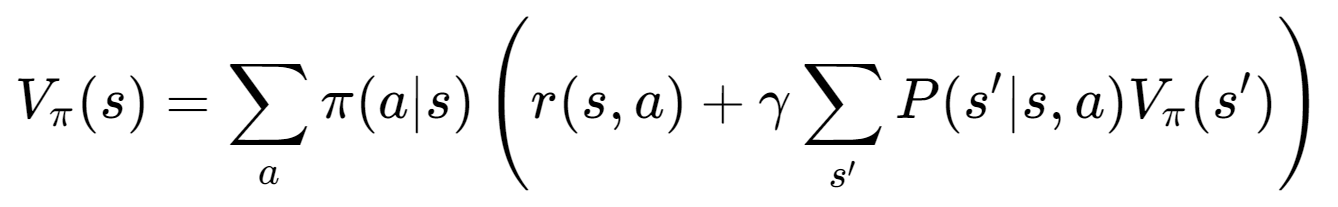 V_π(s) = ∑_a π(a|s) ( r(s, a) + γ ∑_{s′} P(s′|s, a)V_π(s′) )